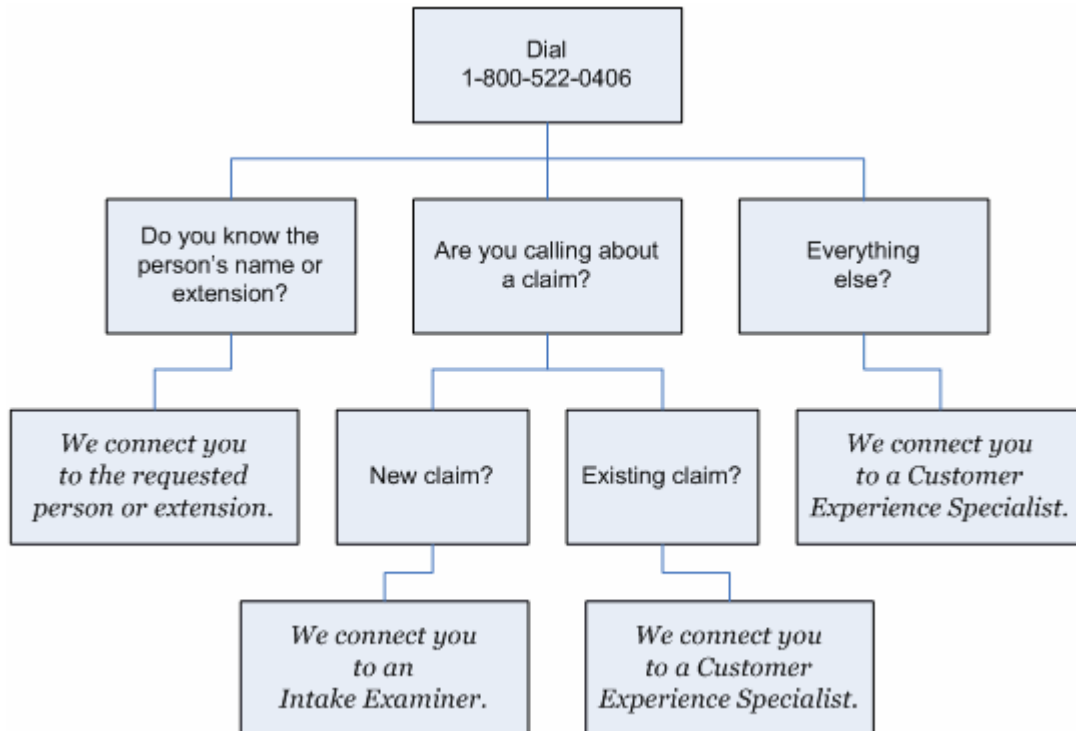 Dial
1-800-522-0406
Do you know the
person's name or
extension?
Are you calling about
a claim?
Everything
else?
We connect you
to the requested
person or extension.
New claim?
Existing claim?
We connect you
to a Customer
Experience Specialist.
We connect you
to an
Intake Examiner.
We connect you
to a Customer
Experience Specialist.